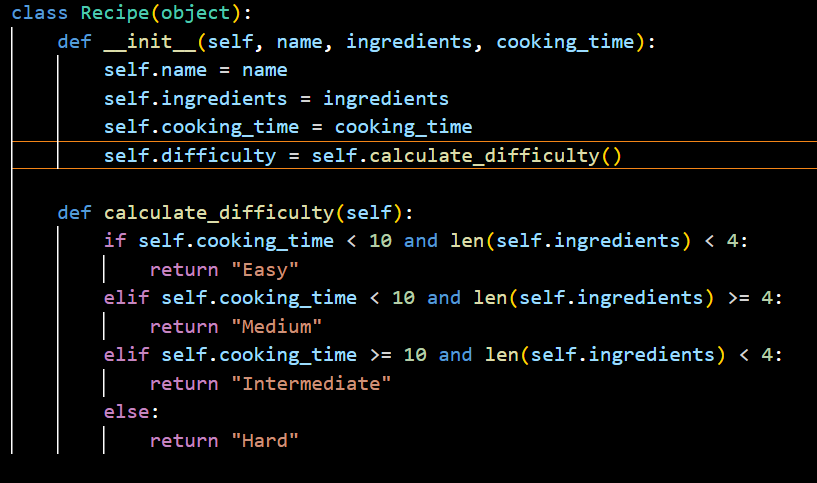 class Recipe(object):
    def __init__(self, name, ingredients, cooking_time):
        self.name = name
        self.ingredients = ingredients
        self.cooking_time = cooking_time
        self.difficulty = self.calculate_difficulty()
    def calculate_difficulty(self):
        if self.cooking_time < 10 and len(self.ingredients) < 4:
            return "Easy"
        elif self.cooking_time < 10 and len(self.ingredients) >= 4:
            return "Medium"
        elif self.cooking_time >= 10 and len(self.ingredients) < 4:
            return "Intermediate"
        else:
            return "Hard"